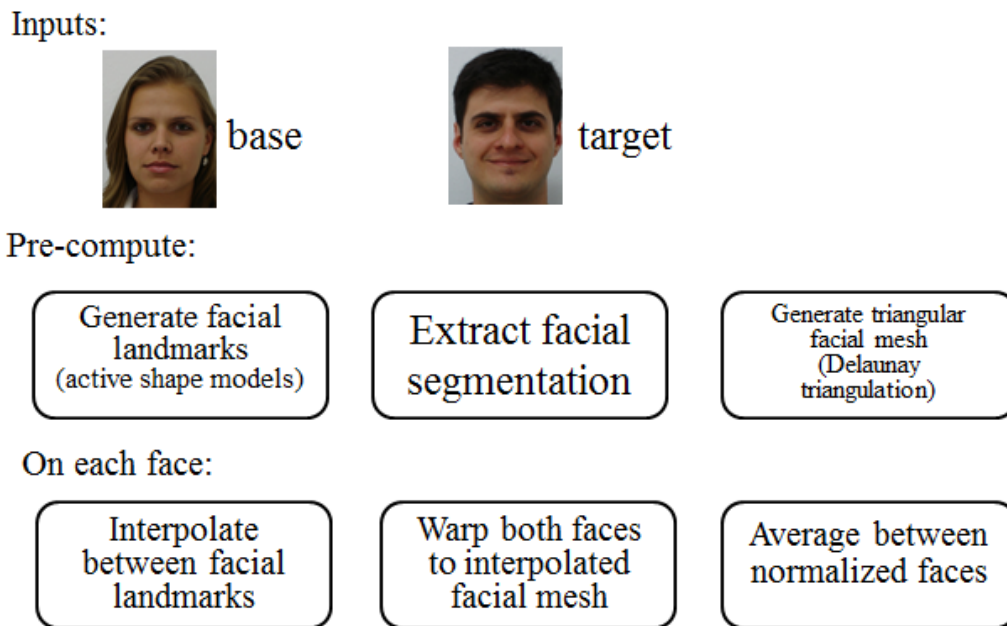 Inputs:
base
target
Pre-compute:
Generate facial
landmarks
(active shape models)
Extract facial
segmentation
Generate triangular
facial mesh
(Delaunay
triangulation)
On each face:
Interpolate
between facial
landmarks
Warp both faces
to interpolated
facial mesh
Average between
normalized faces